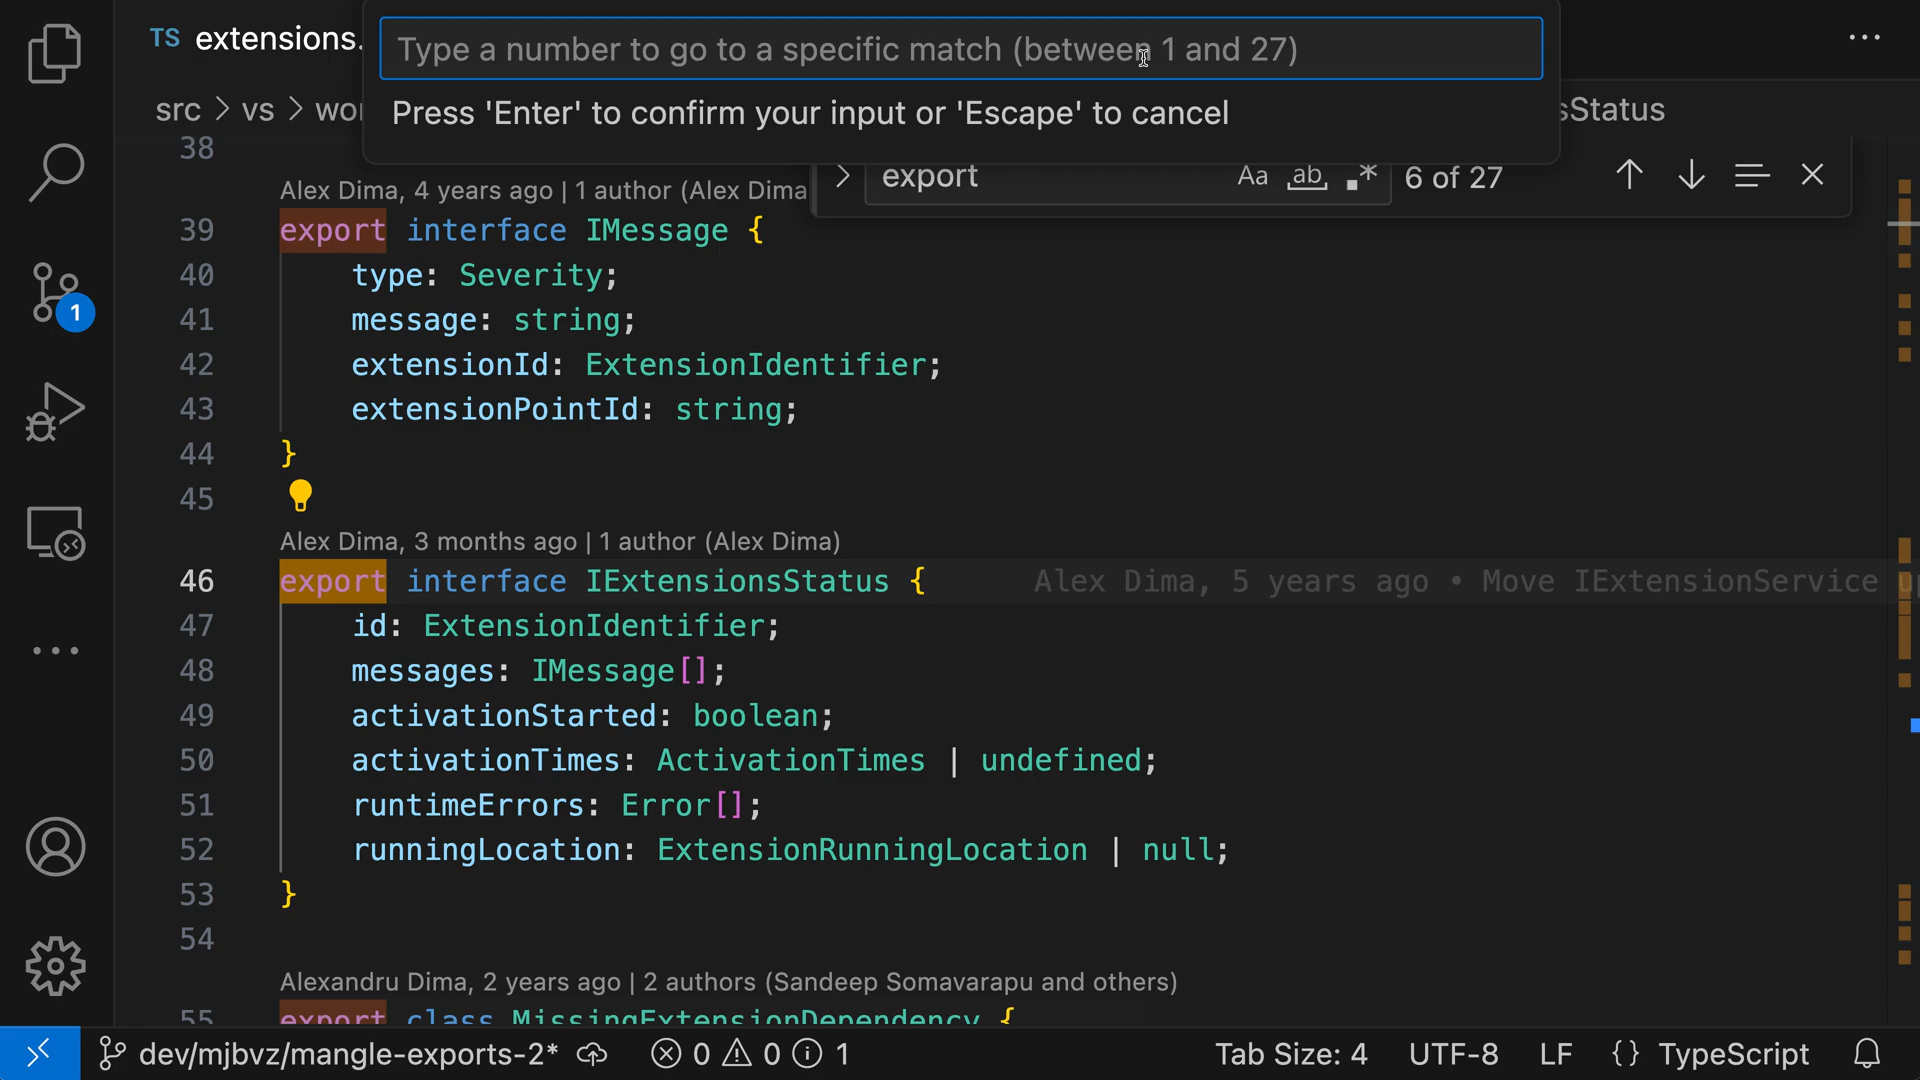 TS extensions.
Type a number to go to a specific match (between 1 and 27)
Press 'Enter' to confirm your input or 'Escape' to cancel
src > vs > wor
sStatus
export Aa ab .* 6 of 27
38
Alex Dima, 4 years ago | 1 author (Alex Dima
39 export interface IMessage {
40 type: Severity;
41 message: string;
42 extensionId: ExtensionIdentifier;
43 extensionPointId: string;
44 }
45
Alex Dima, 3 months ago | 1 author (Alex Dima)
46 export interface IExtensionsStatus { Alex Dima, 5 years ago • Move IExtensionService up
47 id: ExtensionIdentifier;
48 messages: IMessage[];
49 activationStarted: boolean;
50 activationTimes: ActivationTimes | undefined;
51 runtimeErrors: Error[];
52 runningLocation: ExtensionRunningLocation | null;
53 }
54
Alexandru Dima, 2 years ago | 2 authors (Sandeep Somavarapu and others)
55 export class MissingExtensionDependency {
1
dev/mjbvz/mangle-exports-2* 0 0 1 Tab Size: 4 UTF-8 LF {} TypeScript